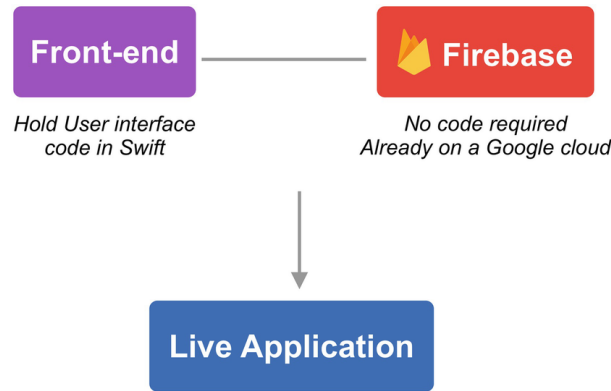 Front-end
Firebase
Hold User interface
code in Swift
No code required
Already on a Google cloud
Live Application